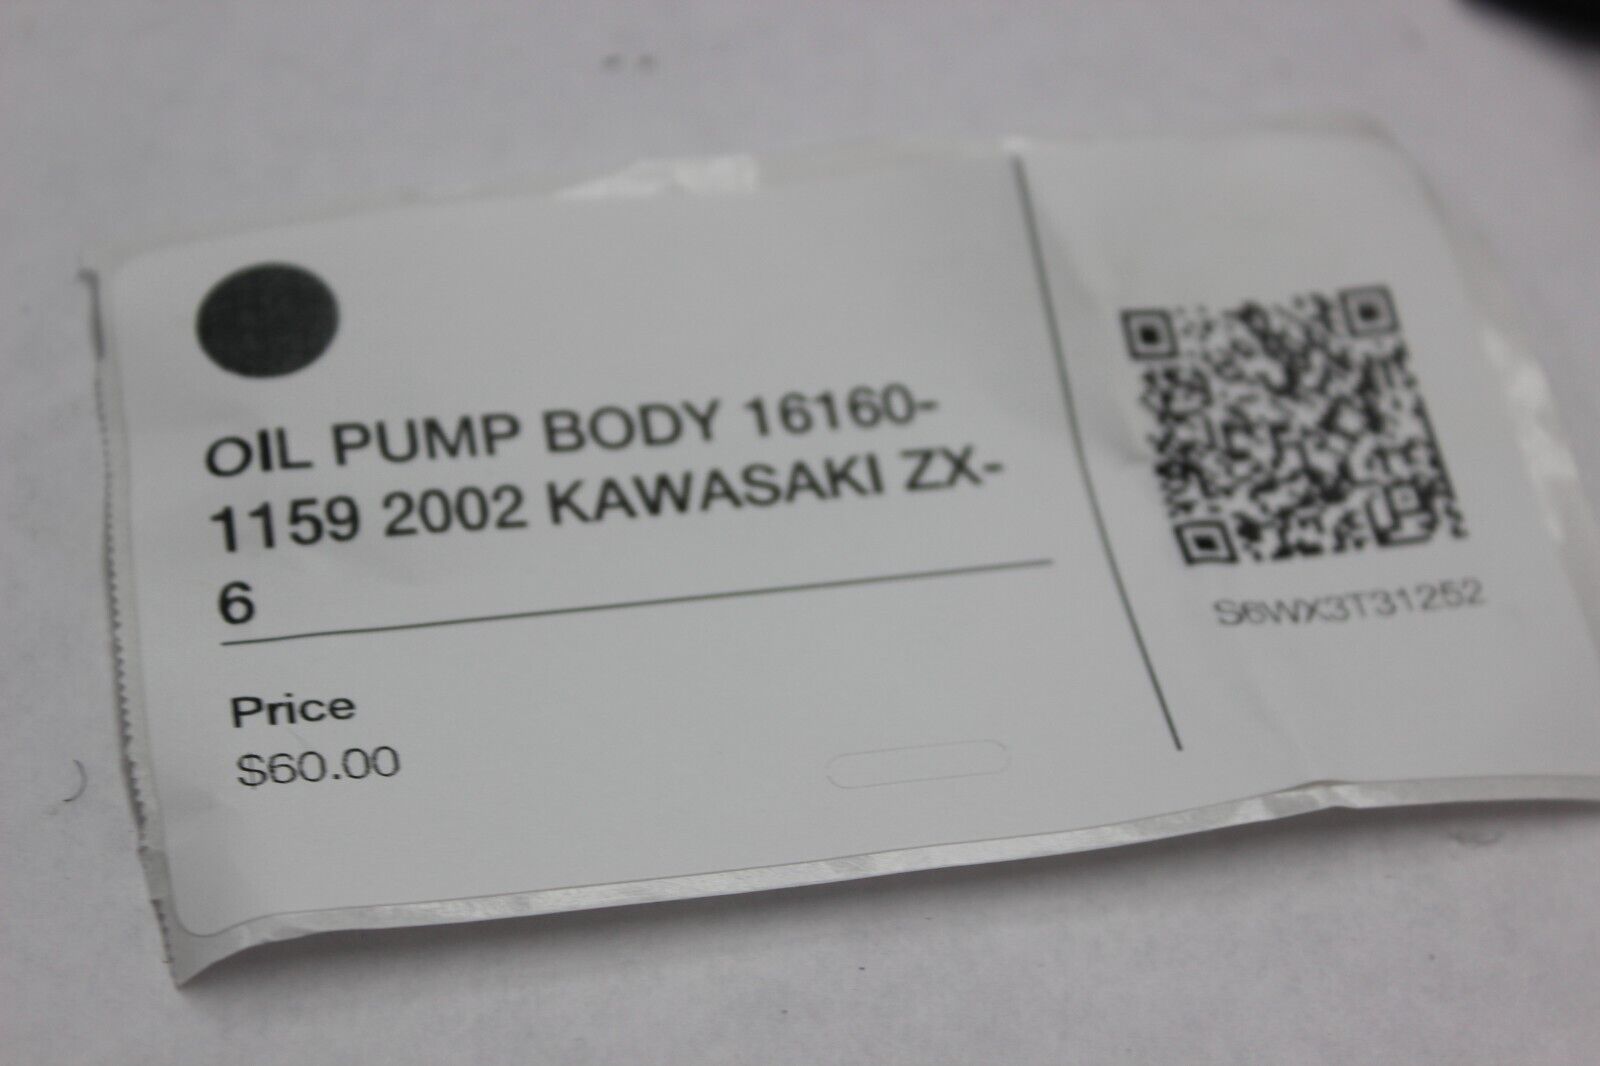 OIL PUMP BODY 16160-
1159 2002 KAWASAKI ZX-
6
Price
$60.00
S6WX3T31252